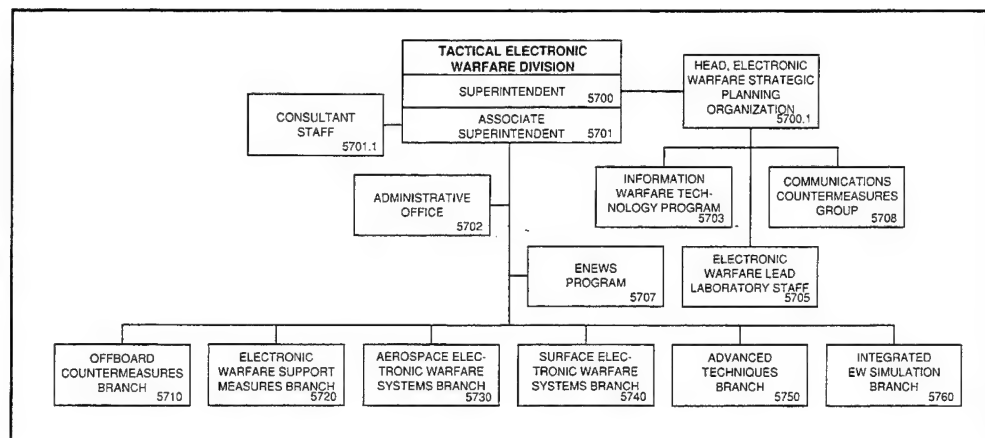 TACTICAL ELECTRONIC
WARFARE DIVISION
SUPERINTENDENT
5700
ASSOCIATE
SUPERINTENDENT 5701
HEAD, ELECTRONIC
WARFARE STRATEGIC
PLANNING
ORGANIZATION
5700.1
CONSULTANT
STAFF
5701.1
ADMINISTRATIVE
OFFICE
5702
INFORMATION
WARFARE TECH-
NOLOGY PROGRAM
5703
COMMUNICATIONS
COUNTERMEASURES
GROUP
5708
ENEWS
PROGRAM
5707
ELECTRONIC
WARFARE LEAD
LABORATORY STAFF
5705
OFFBOARD
COUNTERMEASURES
BRANCH
5710
ELECTRONIC
WARFARE SUPPORT
MEASURES BRANCH
5720
AEROSPACE ELEC-
TRONIC WARFARE
SYSTEMS BRANCH
5730
SURFACE ELEC-
TRONIC WARFARE
SYSTEMS BRANCH
5740
ADVANCED
TECHNIQUES
BRANCH
5750
INTEGRATED
EW SIMULATION
BRANCH
5760